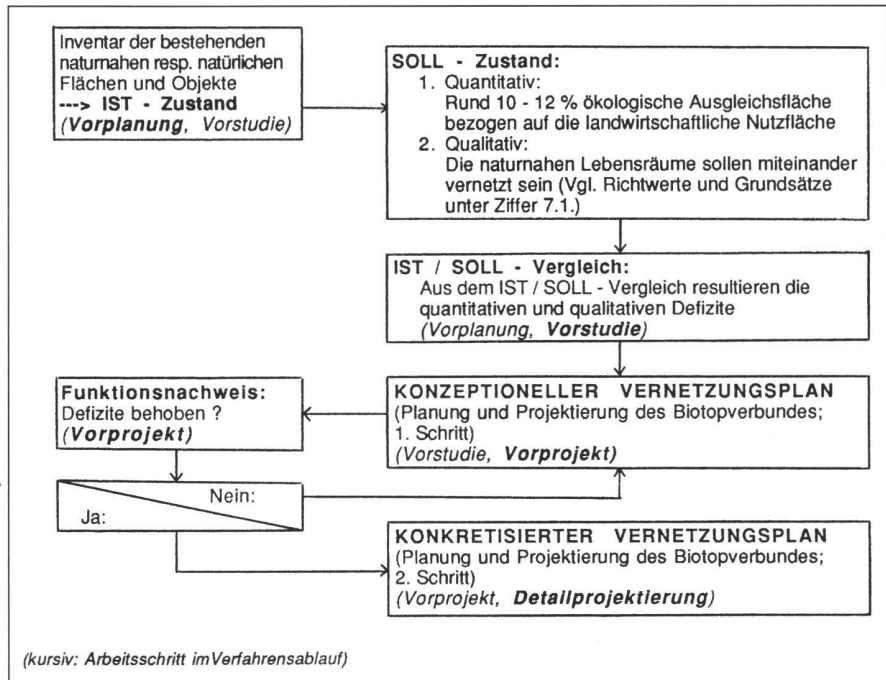 Inventar der bestehenden
naturnahen resp. natürlichen
Flächen und Objekte
---> IST - Zustand
(Vorplanung, Vorstudie)
SOLL - Zustand:
1. Quantitativ:
Rund 10 - 12 % ökologische Ausgleichsfläche
bezogen auf die landwirtschaftliche Nutzfläche
2. Qualitativ:
Die naturnahen Lebensräume sollen miteinander
vernetzt sein (Vgl. Richtwerte und Grundsätze
unter Ziffer 7.1.)
IST / SOLL - Vergleich:
Aus dem IST / SOLL - Vergleich resultieren die
quantitativen und qualitativen Defizite
(Vorplanung, Vorstudie)
Funktionsnachweis:
Defizite behoben ?
(Vorprojekt)
KONZEPTIONELLER VERNETZUNGSPLAN
(Planung und Projektierung des Biotopverbundes;
1. Schritt)
(Vorstudie, Vorprojekt)
Nein:
Ja:
KONKRETISIERTER VERNETZUNGSPLAN
(Planung und Projektierung des Biotopverbundes;
2. Schritt)
(Vorprojekt, Detailprojektierung)
(kursiv: Arbeitsschritt im Verfahrensablauf)